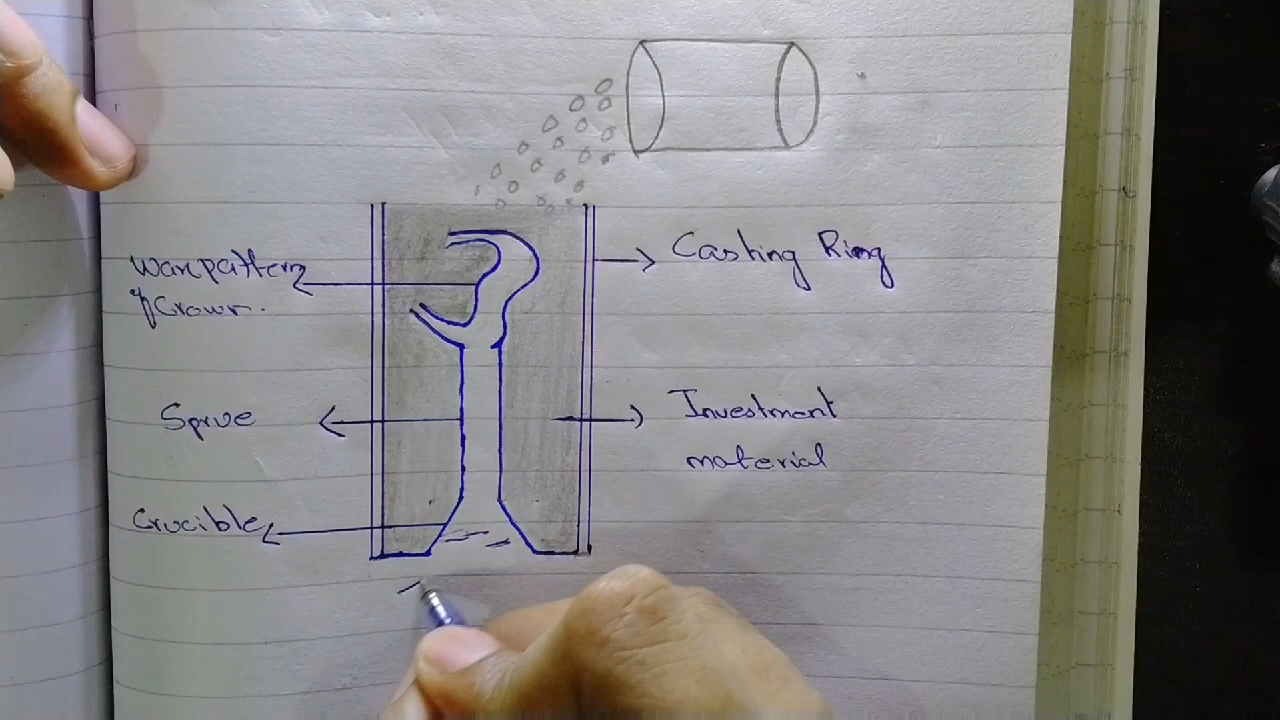 Wax pattern
of Crown.
Casting Ring
Sprue
Investment
material
Crucible